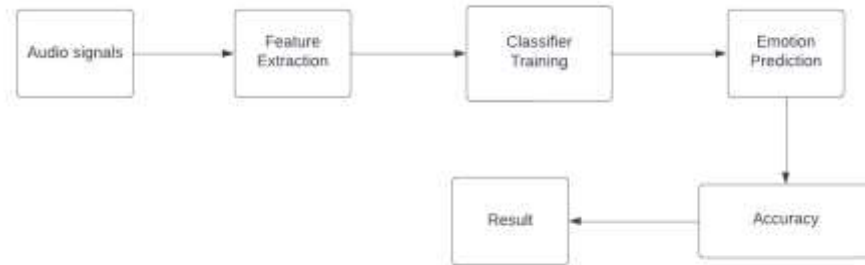 Audio signals
Feature
Extraction
Classifier
Training
Emotion
Prediction
Result
Accuracy